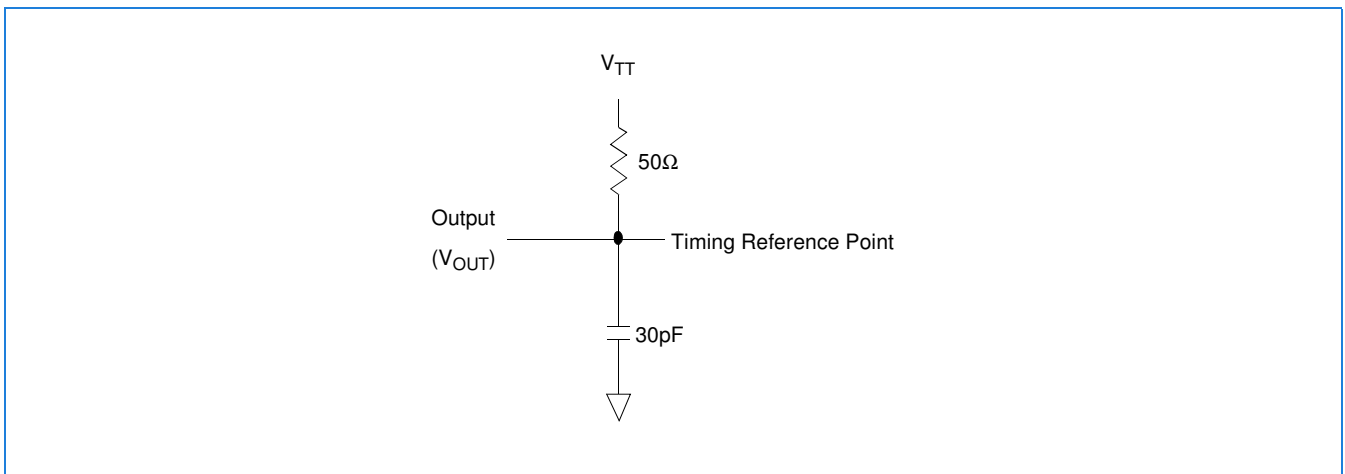 VTT
50Ω
Output
Timing Reference Point
(VOUT)
30pF